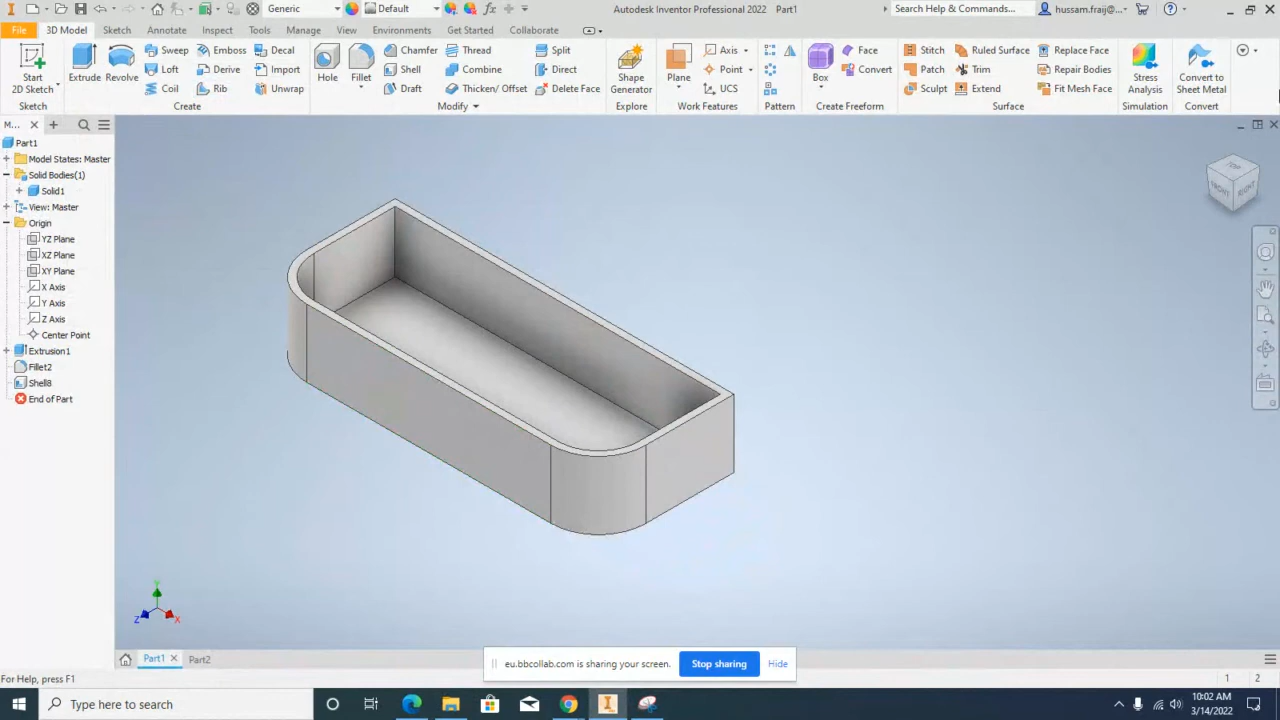 Generic
Default
Autodesk Inventor Professional 2022 Part1
Search Help & Commands...
hussam.fraij@...
File
3D Model
Sketch
Annotate
Inspect
Tools
Manage
View
Environments
Get Started
Collaborate
Start
2D Sketch
Extrude
Revolve
Sweep
Emboss
Decal
Loft
Derive
Import
Coil
Rib
Unwrap
Hole
Fillet
Chamfer
Thread
Split
Shell
Combine
Direct
Draft
Thicken/ Offset
Delete Face
Shape
Generator
Plane
Axis
Point
UCS
Box
Face
Convert
Stitch
Ruled Surface
Replace Face
Patch
Trim
Repair Bodies
Sculpt
Extend
Fit Mesh Face
Stress
Analysis
Convert to
Sheet Metal
Sketch
Create
Modify
Explore
Work Features
Pattern
Create Freeform
Surface
Simulation
Convert
M...
Part1
Model States: Master
Solid Bodies(1)
Solid1
View: Master
Origin
YZ Plane
XZ Plane
XY Plane
X Axis
Y Axis
Z Axis
Center Point
Extrusion1
Fillet2
Shell8
End of Part
TOP
FRONT
RIGHT
Y
Z
X
Part1
Part2
eu.bbcollab.com is sharing your screen.
Stop sharing
Hide
For Help, press F1
1
2
Type here to search
10:02 AM
3/14/2022